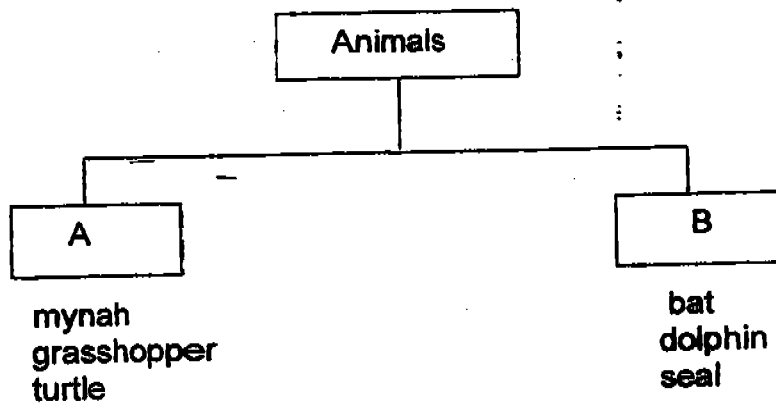 Animals
A
B
mynah
grasshopper
turtle
bat
dolphin
seal